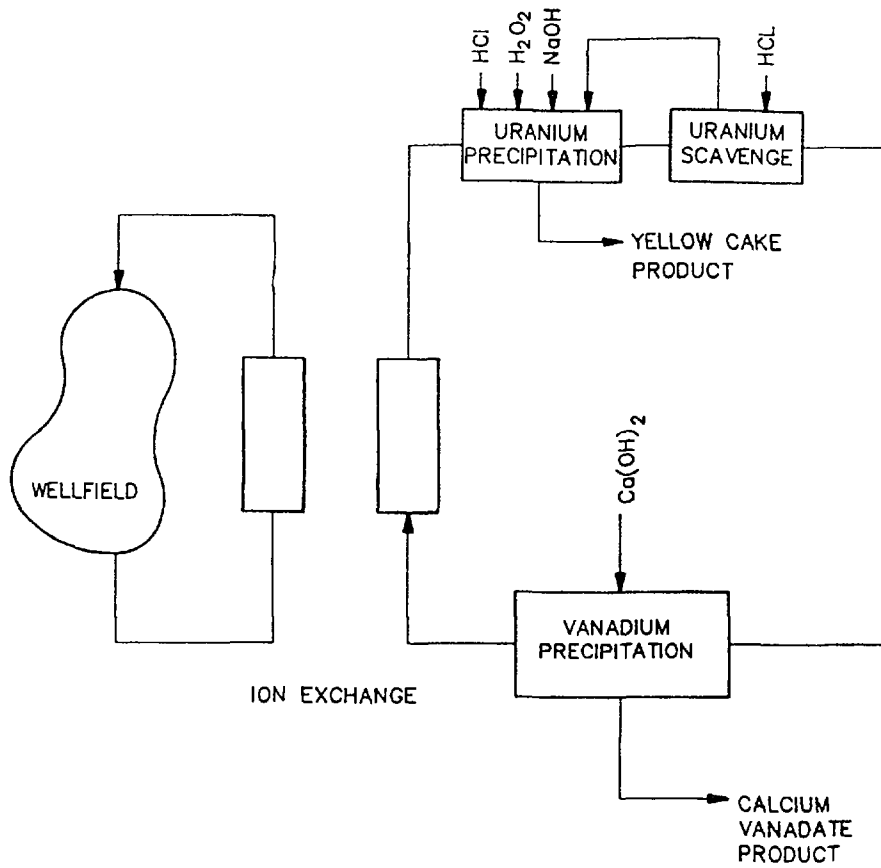 HCl
H2O2
NaOH
HCL
URANIUM
PRECIPITATION
URANIUM
SCAVENGE
YELLOW CAKE
PRODUCT
WELLFIELD
Ca(OH)2
VANADIUM
PRECIPITATION
ION EXCHANGE
CALCIUM
VANADATE
PRODUCT